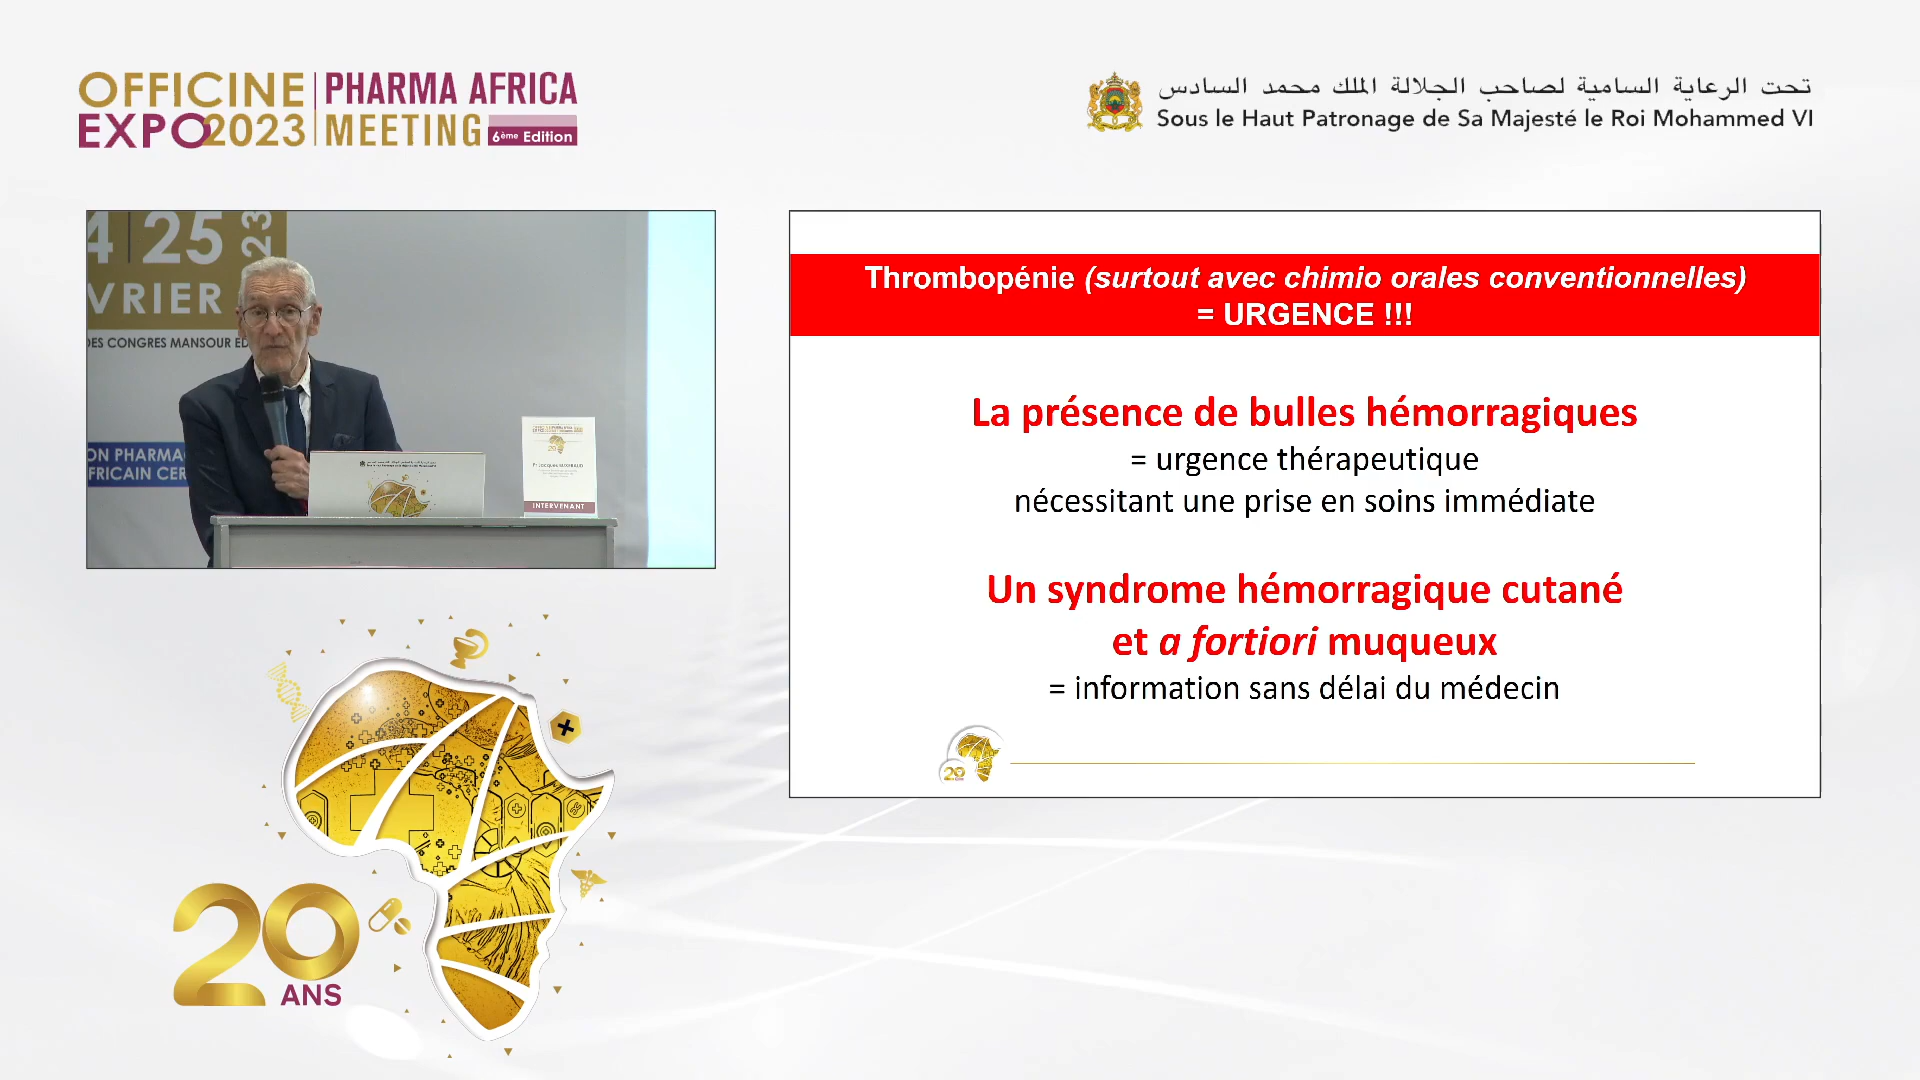 OFFICINE
EXPO2023
PHARMA AFRICA
MEETING
6ème Edition
تحت الرعاية السامية لصاحب الجلالة الملك محمد السادس
Sous le Haut Patronage de Sa Majesté le Roi Mohammed VI
4 25
23
VRIER
DES CONGRES MANSOUR ED
ON PHARMA
FRICAIN CER
INTERVENANT
Thrombopénie (surtout avec chimio orales conventionnelles)
= URGENCE !!!
La présence de bulles hémorragiques
= urgence thérapeutique
nécessitant une prise en soins immédiate
Un syndrome hémorragique cutané
et a fortiori muqueux
= information sans délai du médecin
20
20
ANS